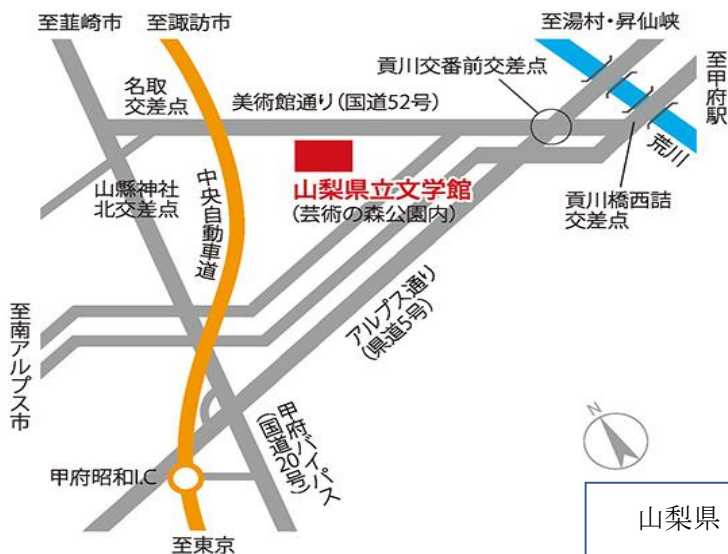 至韮崎市
至諏訪市
至湯村・昇仙峡
至甲府駅
貢川交番前交差点
名取
交差点
美術館通り(国道52号)
荒川
山梨県立文学館
(芸術の森公園内)
山縣神社
北交差点
中央自動車道
貢川橋西詰
交差点
アルプス通り
(県道5号)
至南アルプス市
甲府バイパス
(国道20号)
甲府昭和I.C
至東京
N
山梨県